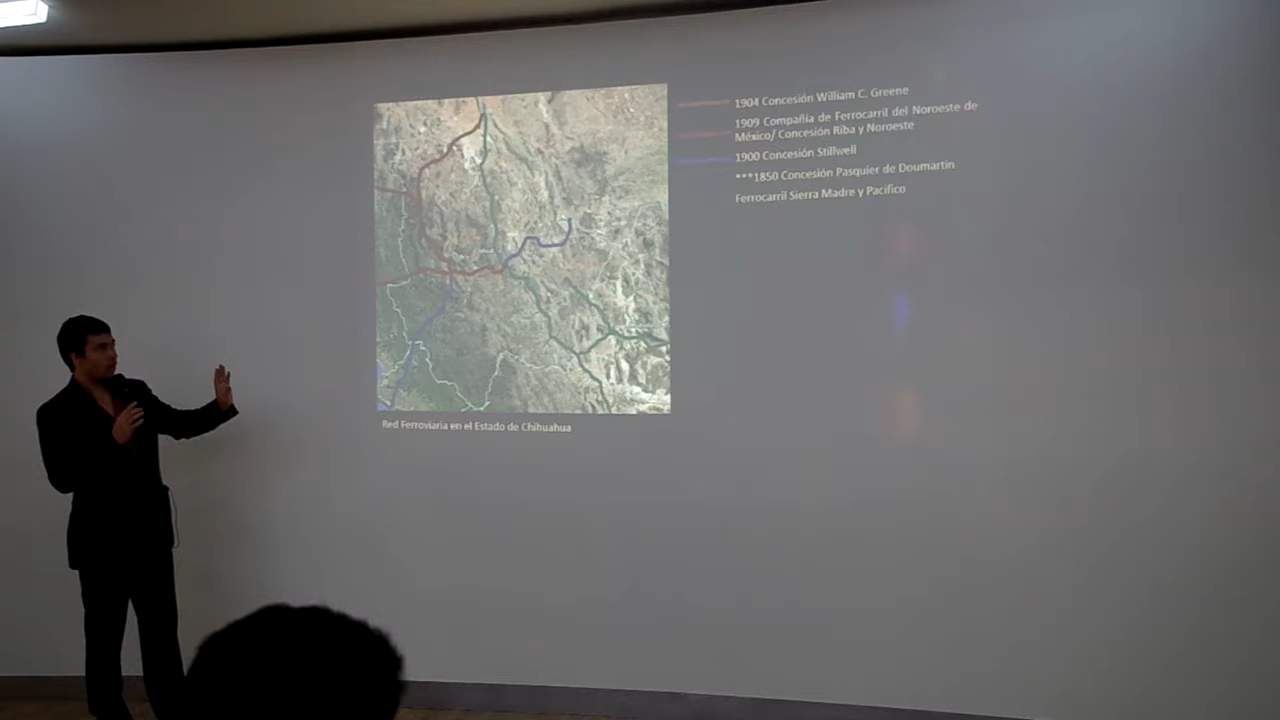 1904 Concesión William C. Greene
1909 Compañía de Ferrocarril del Noroeste de
México/ Concesión Riba y Noroeste
1900 Concesión Stillwell
***1850 Concesión Pasquier de Doumartin
Ferrocarril Sierra Madre y Pacifico
Red Ferroviaria en el Estado de Chihuahua